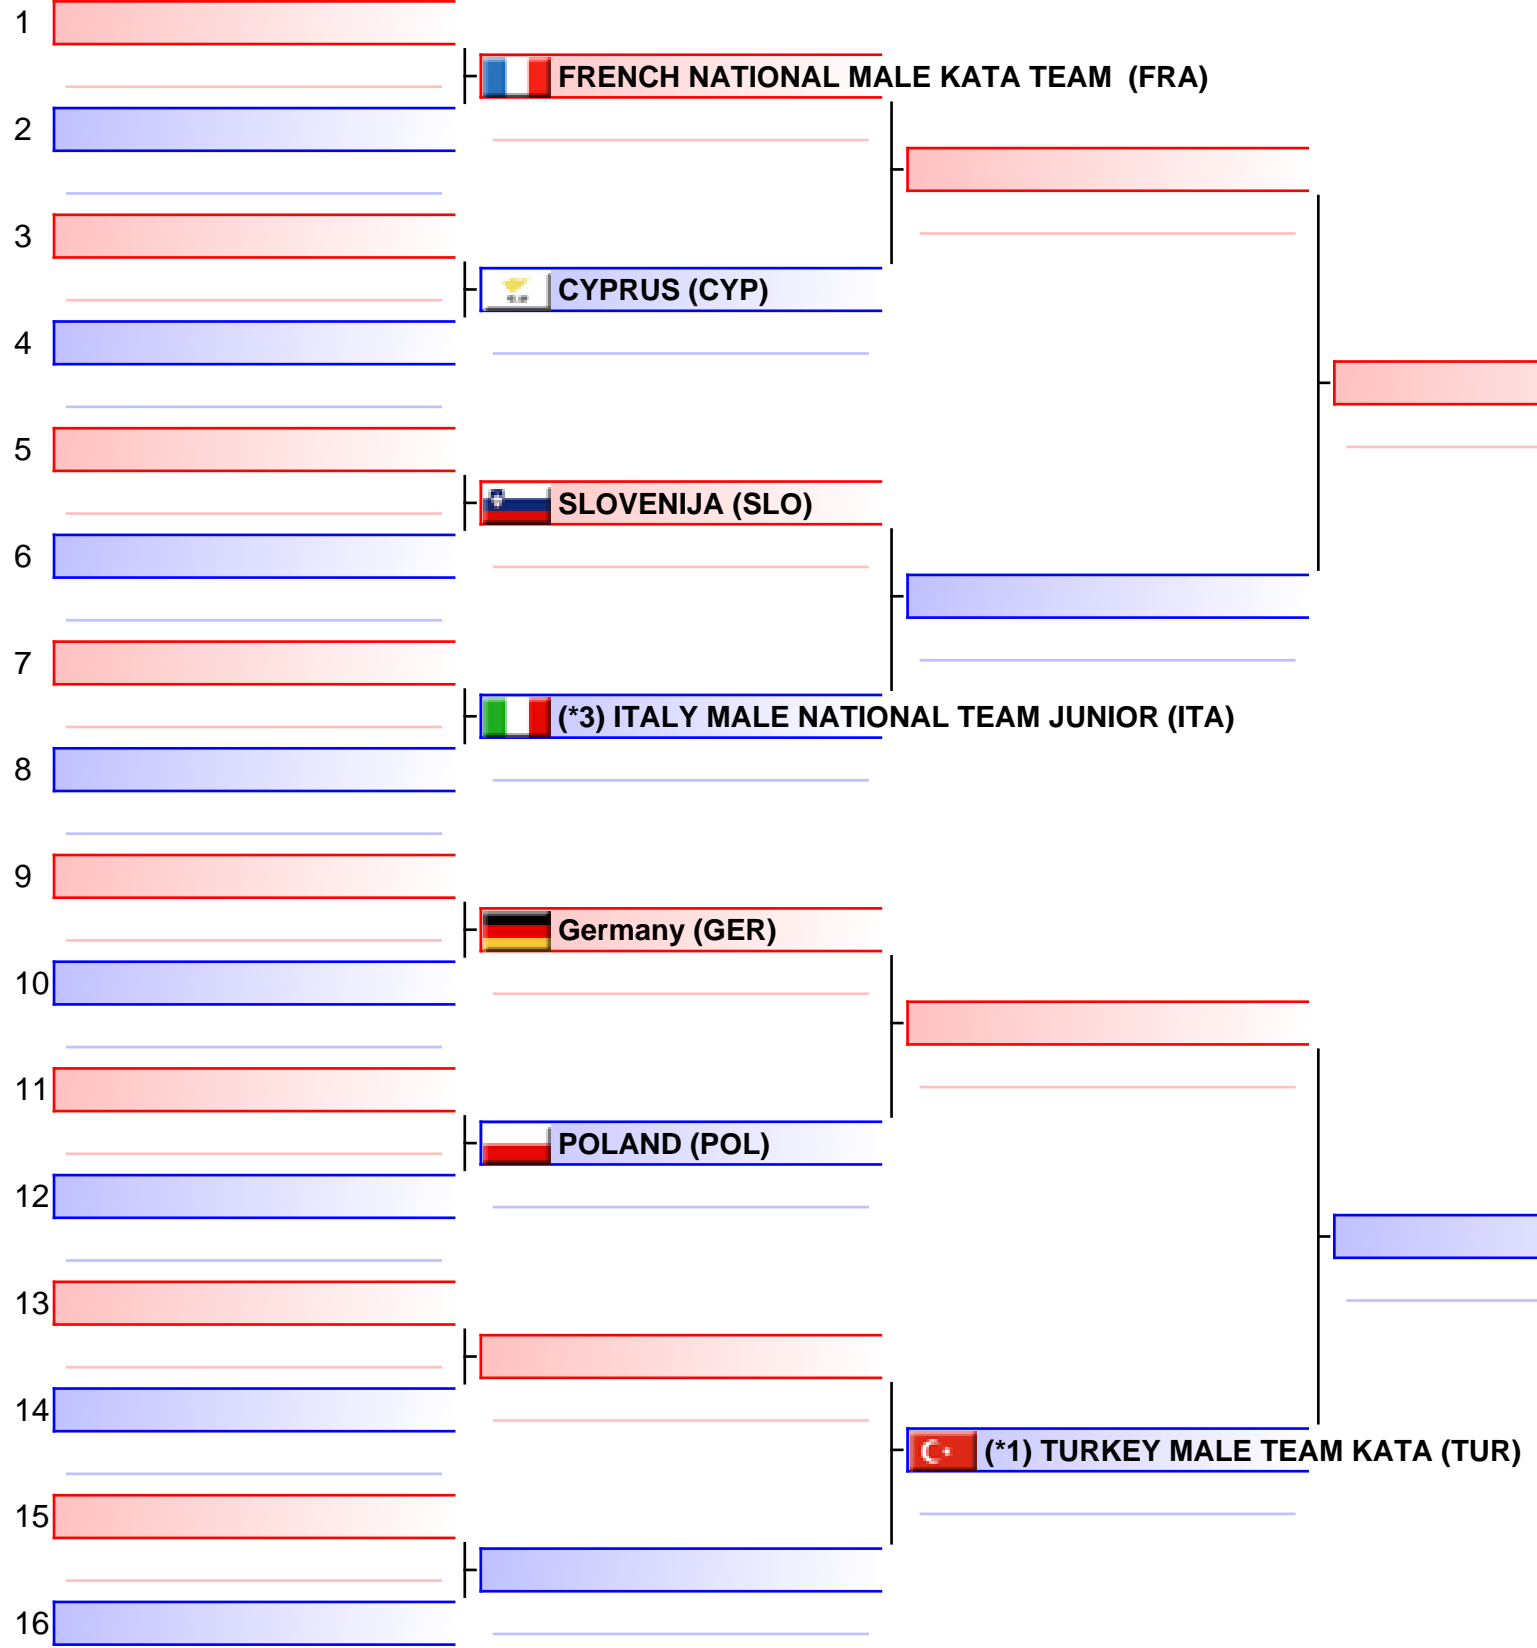 1
FRENCH NATIONAL MALE KATA TEAM  (FRA)
2
3
CYPRUS (CYP)
4
5
SLOVENIJA (SLO)
6
7
(*3) ITALY MALE NATIONAL TEAM JUNIOR (ITA)
8
9
Germany (GER)
10
11
POLAND (POL)
12
13
14
(*1) TURKEY MALE TEAM KATA (TUR)
15
16